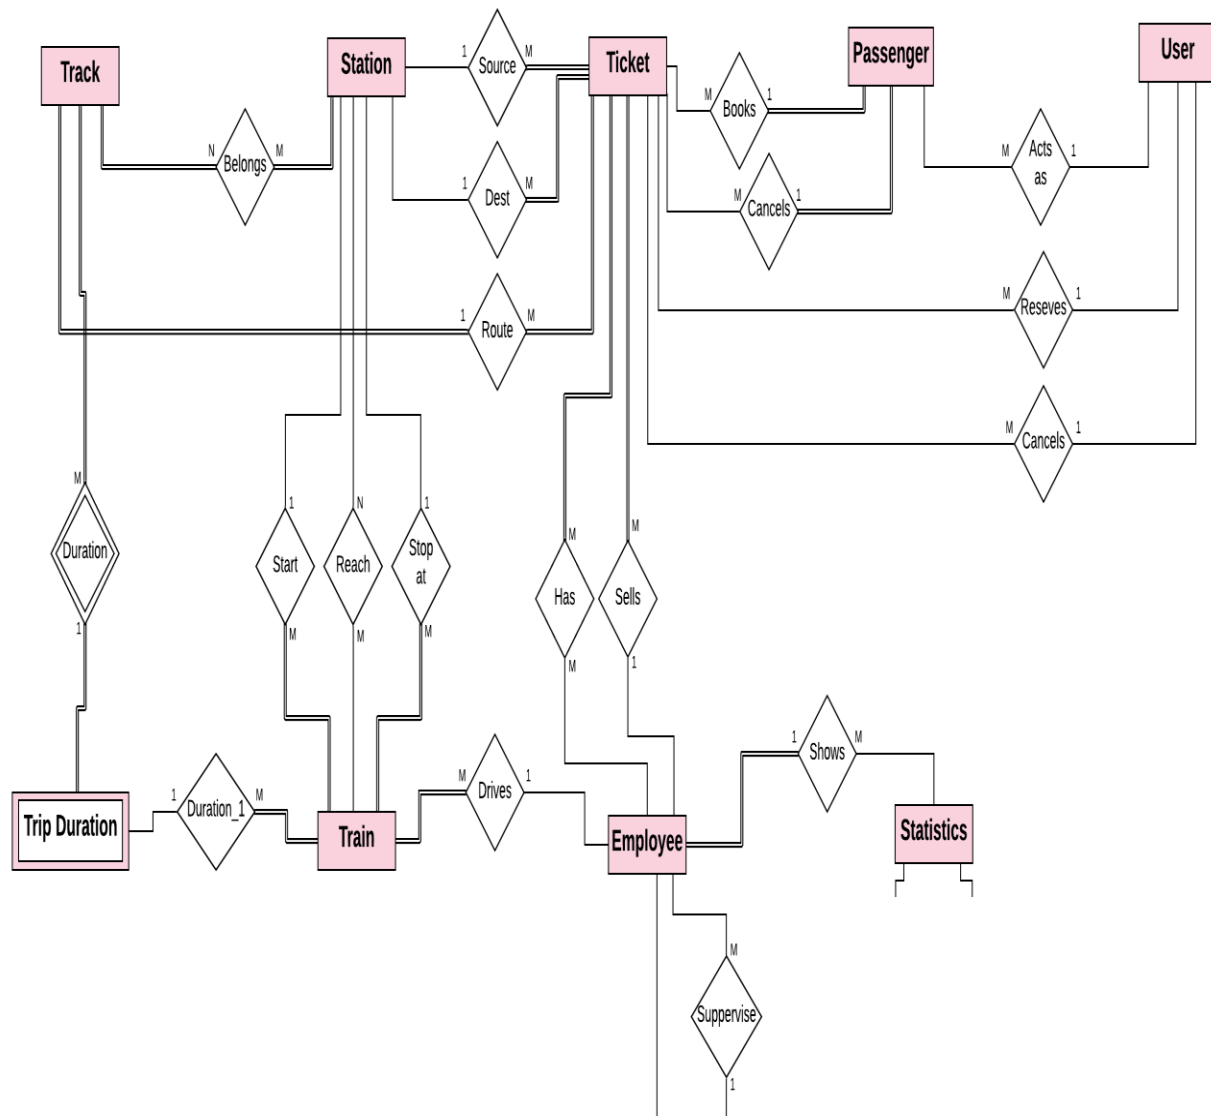 Track
Station
1
Source
M
Ticket
Passenger
User
M
Books
1
N
Belongs
M
1
Dest
M
M
Cancels
1
M
Acts
as
1
1
Route
M
M
Reseves
1
M
Cancels
1
M
Duration
1
1
Start
M
N
Reach
M
1
Stop
at
M
M
Has
M
M
Sells
1
1
Shows
M
Trip Duration
1
Duration_1
M
Train
M
Drives
1
Employee
Statistics
M
Suppervise
1